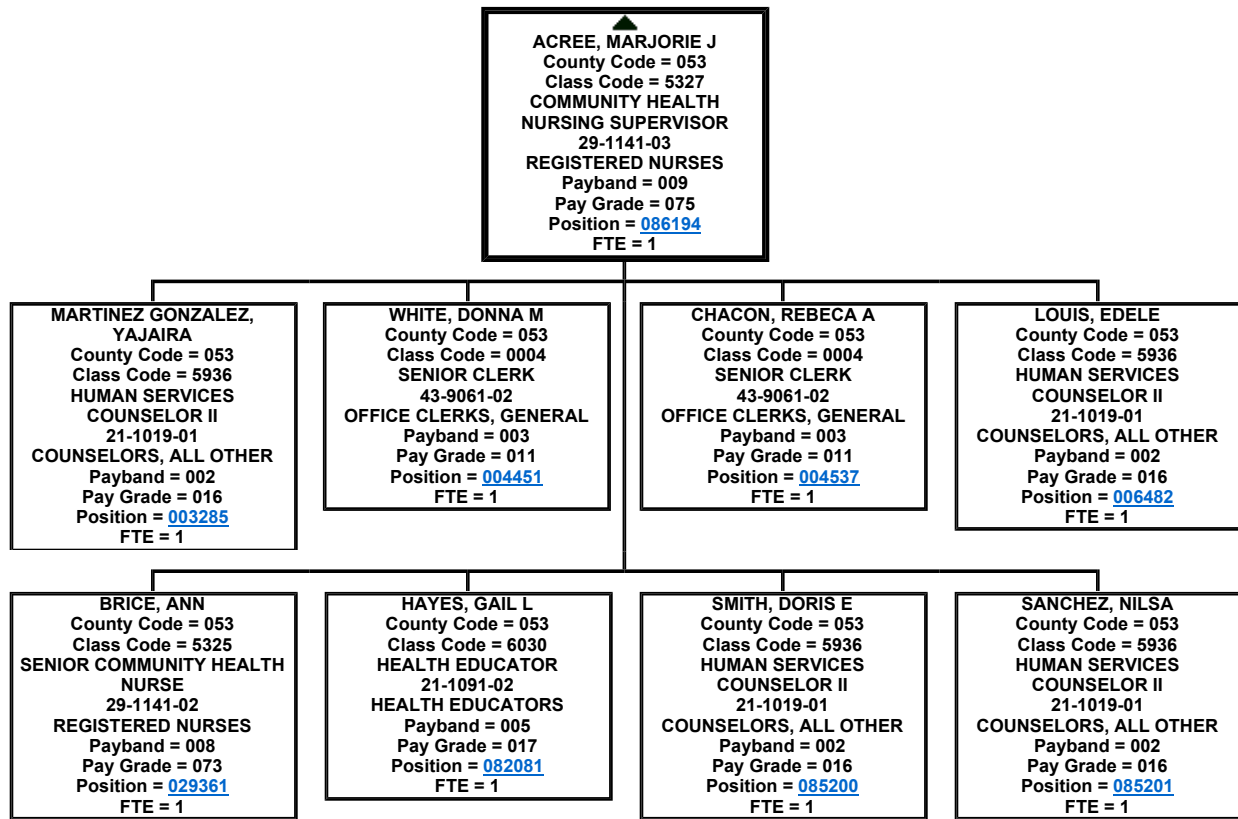 ACREE, MARJORIE J
County Code = 053
Class Code = 5327
COMMUNITY HEALTH
NURSING SUPERVISOR
29-1141-03
REGISTERED NURSES
Payband = 009
Pay Grade = 075
Position = 086194
FTE = 1
MARTINEZ GONZALEZ,
YAJAIRA
County Code = 053
Class Code = 5936
HUMAN SERVICES
COUNSELOR II
21-1019-01
COUNSELORS, ALL OTHER
Payband = 002
Pay Grade = 016
Position = 003285
FTE = 1
WHITE, DONNA M
County Code = 053
Class Code = 0004
SENIOR CLERK
43-9061-02
OFFICE CLERKS, GENERAL
Payband = 003
Pay Grade = 011
Position = 004451
FTE = 1
CHACON, REBECA A
County Code = 053
Class Code = 0004
SENIOR CLERK
43-9061-02
OFFICE CLERKS, GENERAL
Payband = 003
Pay Grade = 011
Position = 004537
FTE = 1
LOUIS, EDELE
County Code = 053
Class Code = 5936
HUMAN SERVICES
COUNSELOR II
21-1019-01
COUNSELORS, ALL OTHER
Payband = 002
Pay Grade = 016
Position = 006482
FTE = 1
BRICE, ANN
County Code = 053
Class Code = 5325
SENIOR COMMUNITY HEALTH
NURSE
29-1141-02
REGISTERED NURSES
Payband = 008
Pay Grade = 073
Position = 029361
FTE = 1
HAYES, GAIL L
County Code = 053
Class Code = 6030
HEALTH EDUCATOR
21-1091-02
HEALTH EDUCATORS
Payband = 005
Pay Grade = 017
Position = 082081
FTE = 1
SMITH, DORIS E
County Code = 053
Class Code = 5936
HUMAN SERVICES
COUNSELOR II
21-1019-01
COUNSELORS, ALL OTHER
Payband = 002
Pay Grade = 016
Position = 085200
FTE = 1
SANCHEZ, NILSA
County Code = 053
Class Code = 5936
HUMAN SERVICES
COUNSELOR II
21-1019-01
COUNSELORS, ALL OTHER
Payband = 002
Pay Grade = 016
Position = 085201
FTE = 1